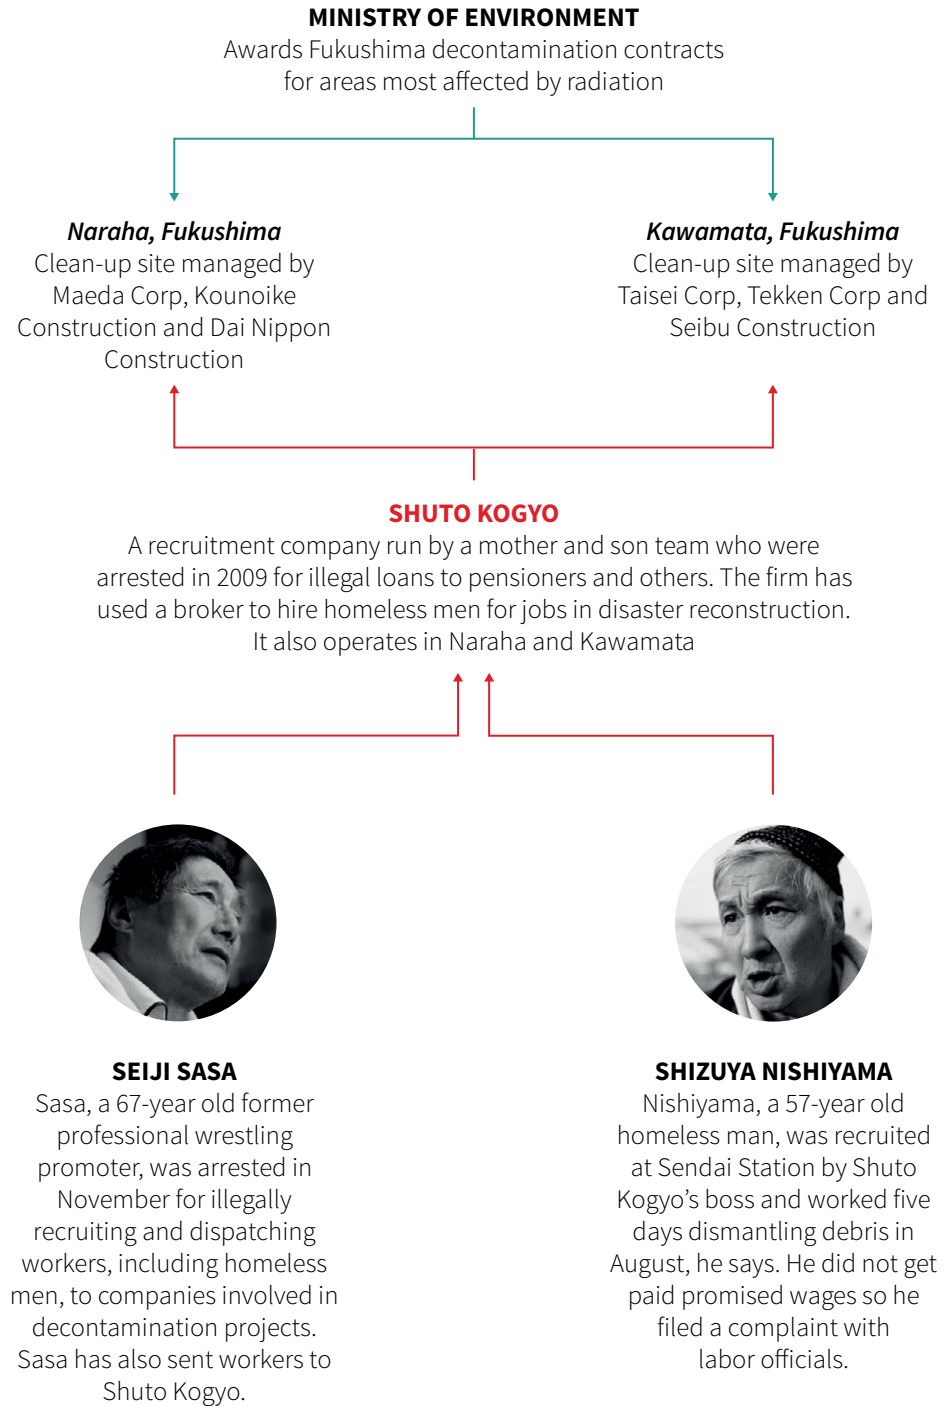 MINISTRY OF ENVIRONMENT
Awards Fukushima decontamination contracts
for areas most affected by radiation
Naraha, Fukushima
Clean-up site managed by
Maeda Corp, Kounoike
Construction and Dai Nippon
Construction
Kawamata, Fukushima
Clean-up site managed by
Taisei Corp, Tekken Corp and
Seibu Construction
SHUTO KOGYO
A recruitment company run by a mother and son team who were
arrested in 2009 for illegal loans to pensioners and others. The firm has
used a broker to hire homeless men for jobs in disaster reconstruction.
It also operates in Naraha and Kawamata
SEIJI SASA
Sasa, a 67-year old former
professional wrestling
promoter, was arrested in
November for illegally
recruiting and dispatching
workers, including homeless
men, to companies involved in
decontamination projects.
Sasa has also sent workers to
Shuto Kogyo.
SHIZUYA NISHIYAMA
Nishiyama, a 57-year old
homeless man, was recruited
at Sendai Station by Shuto
Kogyo’s boss and worked five
days dismantling debris in
August, he says. He did not get
paid promised wages so he
filed a complaint with
labor officials.